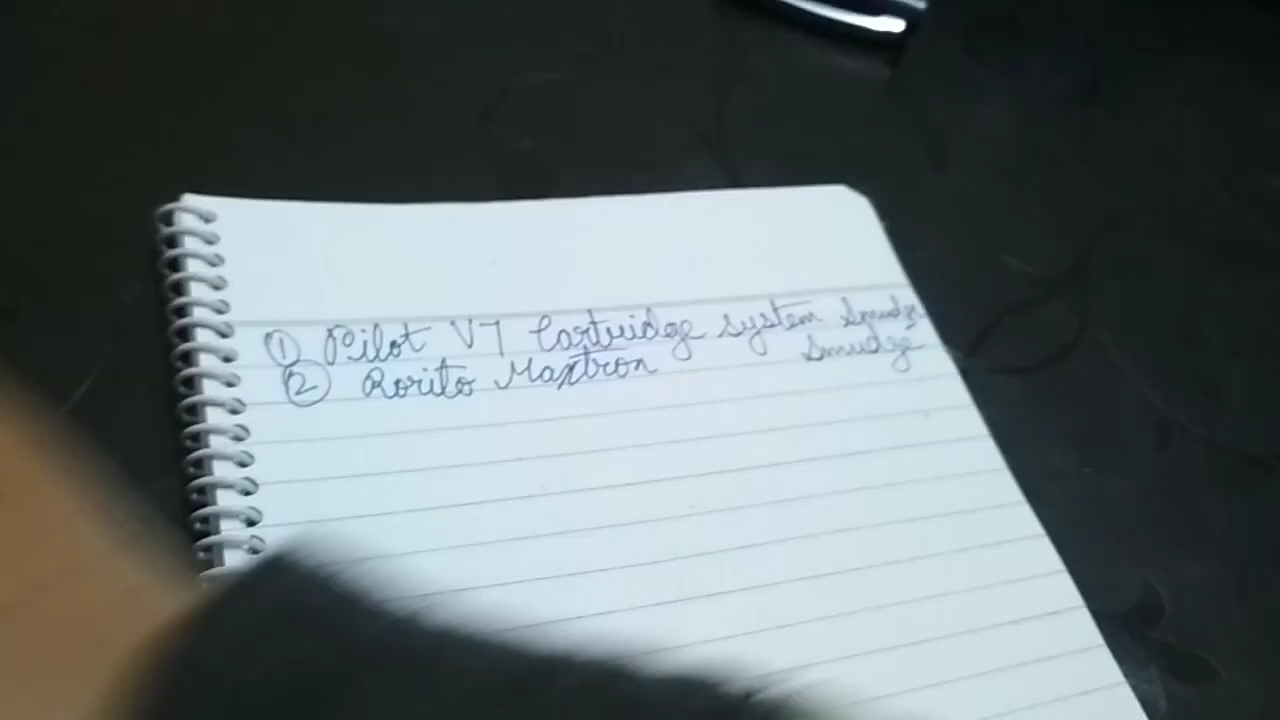 ① Pilot V7 Cartridge system Smudge
② Rorito Maxtron Smudge